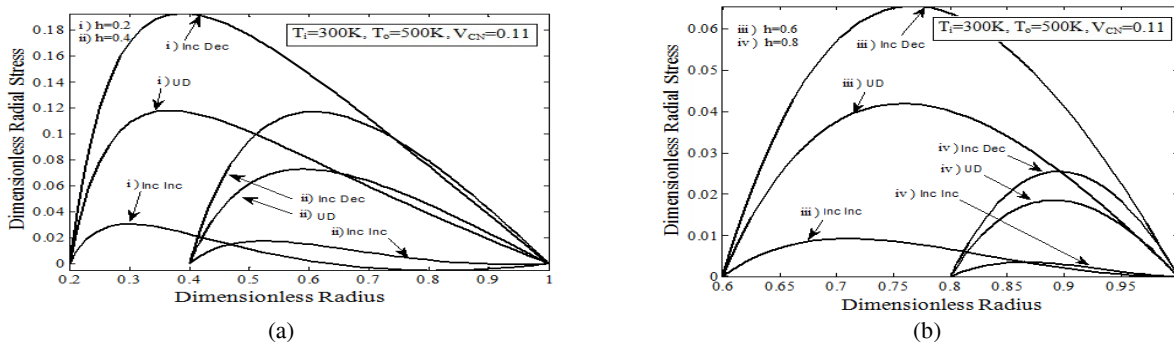 i ) h=0.2
ii ) h=0.4
i ) Inc Dec
Ti=300K, To=500K, VCN=0.11
i ) UD
i ) Inc Inc
ii ) Inc Dec
ii ) UD
ii ) Inc Inc
0.18
0.16
0.14
0.12
0.1
0.08
0.06
0.04
0.02
0
0.2 0.3 0.4 0.5 0.6 0.7 0.8 0.9 1
Dimensionless Radial Stress
Dimensionless Radius
(a)
iii ) h=0.6
iv ) h=0.8
Ti=300K, To=500K, VCN=0.11
iii ) Inc Dec
iii ) UD
iv ) Inc Dec
iv ) UD
iv ) Inc Inc
iii ) Inc Inc
0.06
0.05
0.04
0.03
0.02
0.01
0
0.6 0.65 0.7 0.75 0.8 0.85 0.9 0.95 1
Dimensionless Radial Stress
Dimensionless Radius
(b)